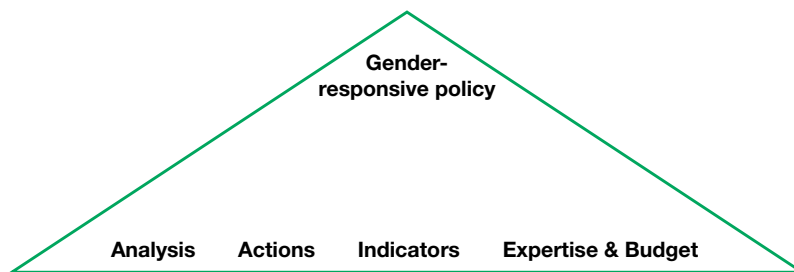 Gender-
responsive policy
Analysis Actions Indicators Expertise & Budget